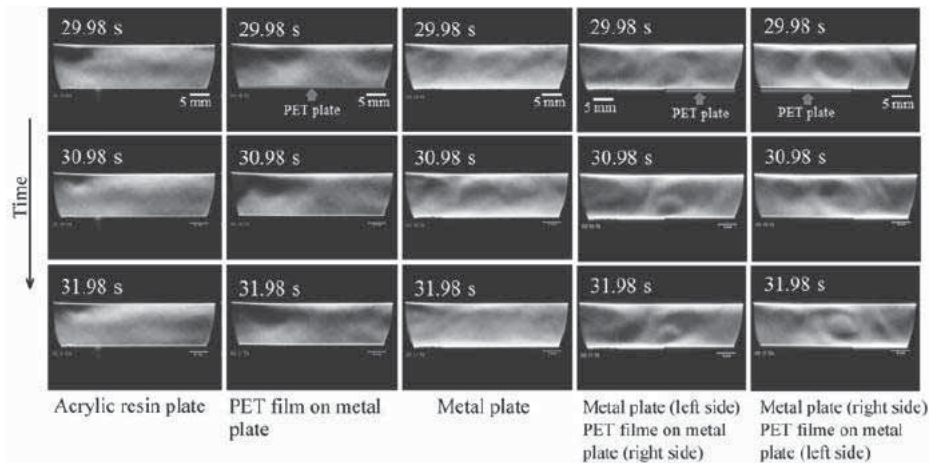 29.98 s
29.98 s
29.98 s
29.98 s
29.98 s
5 mm
5 mm
PET plate
5 mm
5 mm
PET plate
5 mm
PET plate
Time
30.98 s
30.98 s
30.98 s
30.98 s
30.98 s
31.98 s
31.98 s
31.98 s
31.98 s
31.98 s
Acrylic resin plate
PET film on metal
plate
Metal plate
Metal plate (left side)
PET filme on metal
plate (right side)
Metal plate (right side)
PET filme on metal
plate (left side)